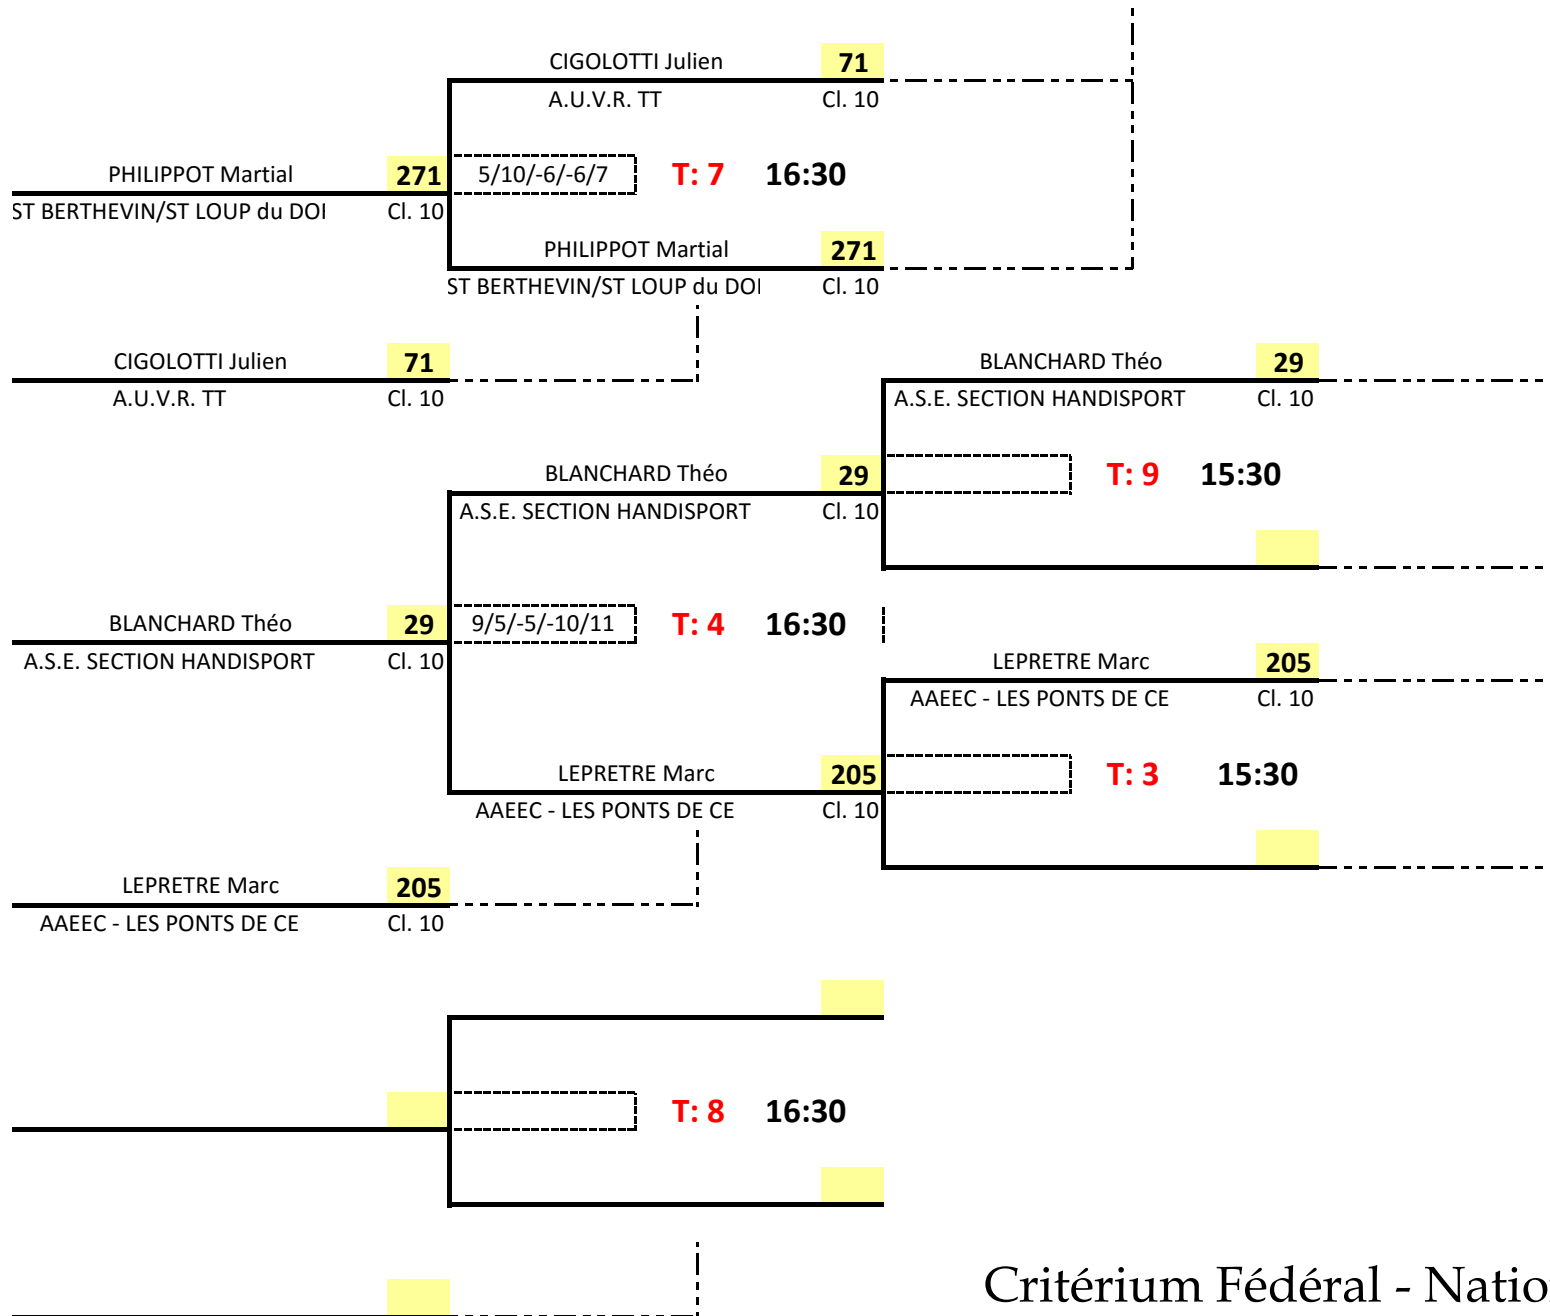 CIGOLOTTI Julien 71
A.U.V.R. TT Cl. 10
PHILIPPOT Martial 271 5/10/-6/-6/7 T: 7 16:30
ST BERTHEVIN/ST LOUP du DOI Cl. 10
PHILIPPOT Martial 271
ST BERTHEVIN/ST LOUP du DOI Cl. 10
CIGOLOTTI Julien 71 BLANCHARD Théo 29
A.U.V.R. TT Cl. 10 A.S.E. SECTION HANDISPORT Cl. 10
BLANCHARD Théo 29 T: 9 15:30
A.S.E. SECTION HANDISPORT Cl. 10
BLANCHARD Théo 29 9/5/-5/-10/11 T: 4 16:30
A.S.E. SECTION HANDISPORT Cl. 10 LEPRETRE Marc 205
AAEEC - LES PONTS DE CE Cl. 10
LEPRETRE Marc 205 T: 3 15:30
AAEEC - LES PONTS DE CE Cl. 10
LEPRETRE Marc 205
AAEEC - LES PONTS DE CE Cl. 10
T: 8 16:30
Critérium Fédéral - Natio